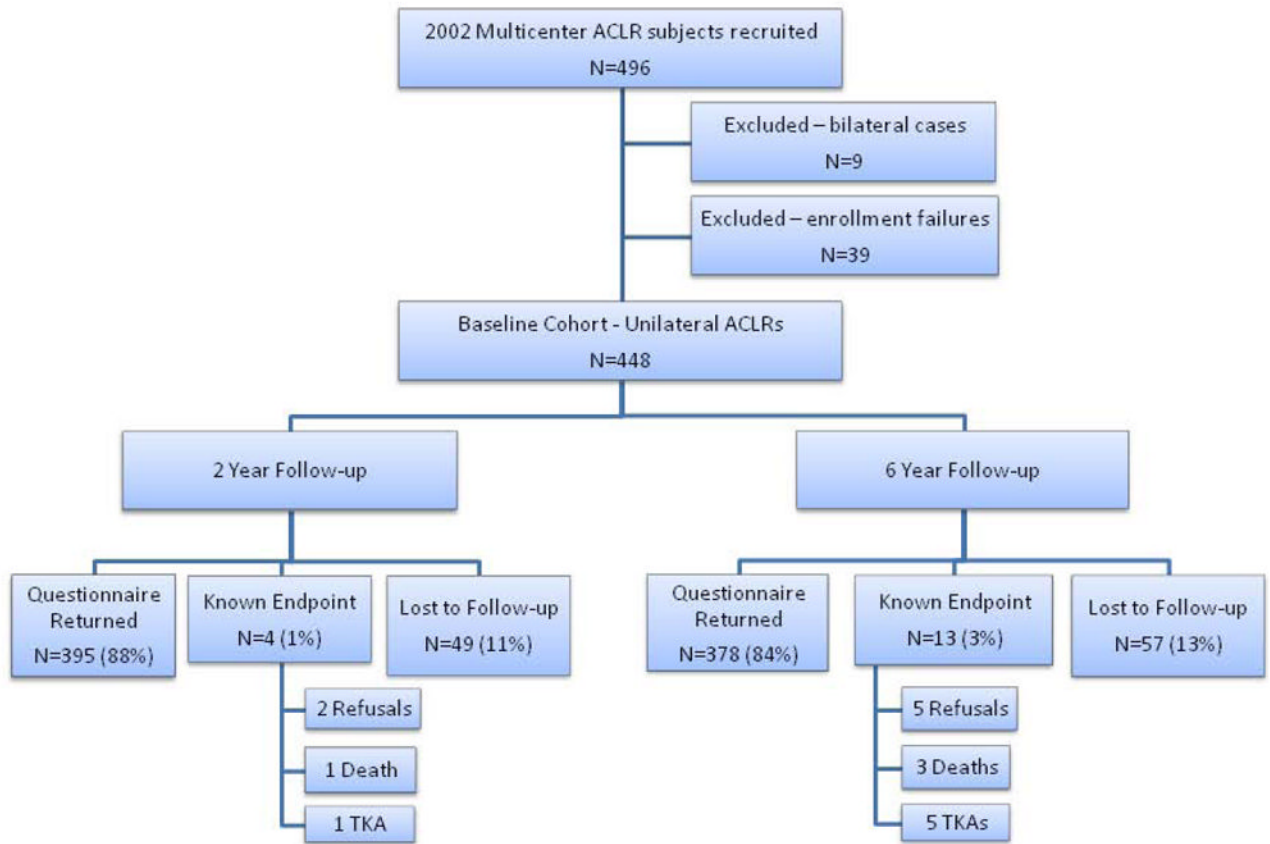 2002 Multicenter ACLR subjects recruited
N=496
Excluded – bilateral cases
N=9
Excluded – enrollment failures
N=39
Baseline Cohort - Unilateral ACLRs
N=448
2 Year Follow-up
6 Year Follow-up
Questionnaire
Returned
N=395 (88%)
Known Endpoint
N=4 (1%)
Lost to Follow-up
N=49 (11%)
2 Refusals
1 Death
1 TKA
Questionnaire
Returned
N=378 (84%)
Known Endpoint
N=13 (3%)
Lost to Follow-up
N=57 (13%)
5 Refusals
3 Deaths
5 TKAs